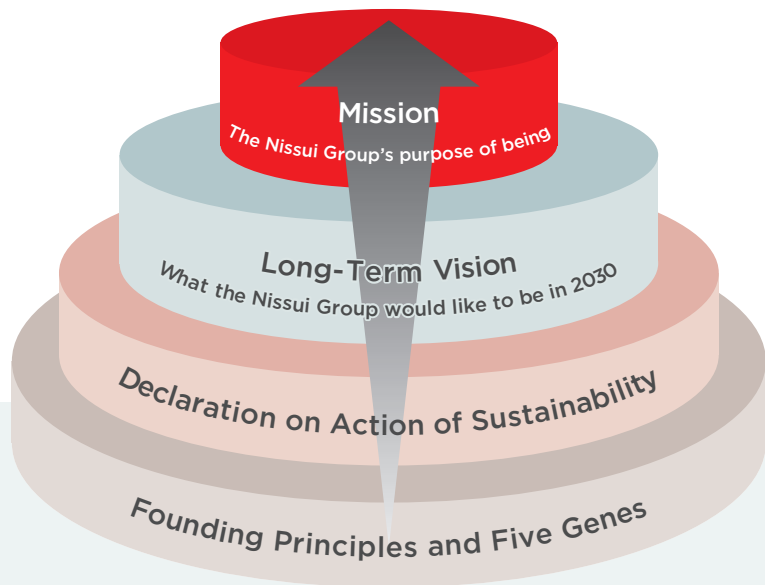 Mission
The Nissui Group's purpose of being
Long-Term Vision
What the Nissui Group would like to be in 2030
Declaration on Action of Sustainability
Founding Principles and Five Genes